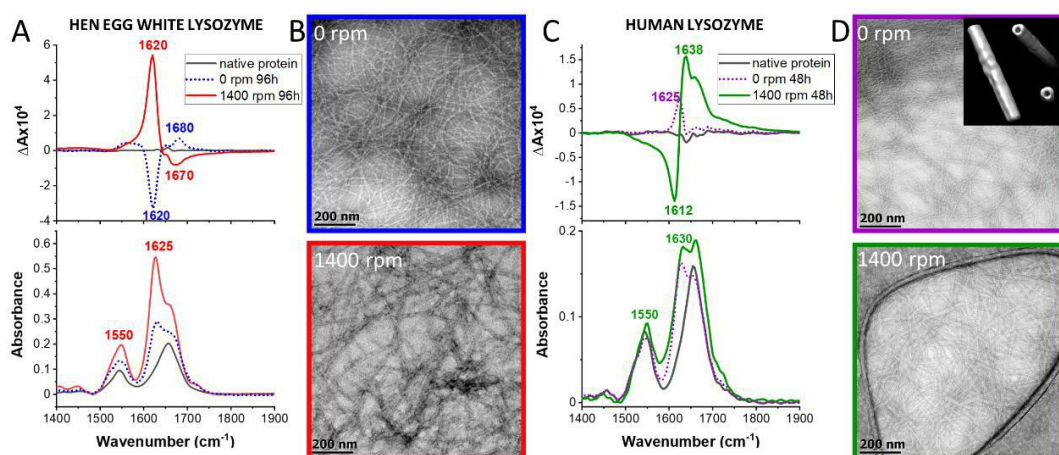 A HEN EGG WHITE LYSOZYME
1620
native protein
0 rpm 96h
1400 rpm 96h
1680
1670
1620
ΔAx10⁴
6
4
2
0
-2
4
1625
1550
Absorbance
0.6
0.5
0.4
0.3
0.2
0.1
0
1400 1500 1600 1700 1800 1900
Wavenumber (cm⁻¹)
B
0 rpm
200 nm
1400 rpm
200 nm
C HUMAN LYSOZYME
1638
native protein
0 rpm 48h
1400 rpm 48h
1625
1612
ΔAx10⁴
1.5
1.0
0.5
0
-0.5
-1.0
-1.5
1630
1550
Absorbance
0.2
0.1
0
1400 1500 1600 1700 1800 1900
Wavenumber (cm⁻¹)
D
0 rpm
200 nm
1400 rpm
200 nm